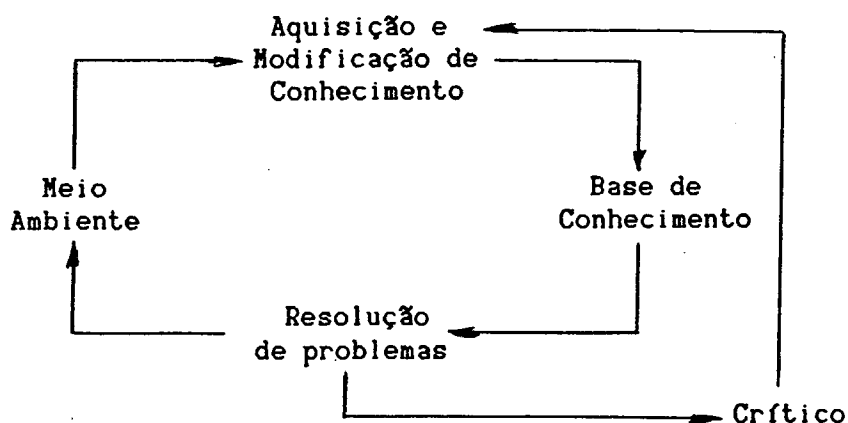 Aquisição e
Modificação de
Conhecimento
Meio
Ambiente
Base de
Conhecimento
Resolução
de problemas
Crítico